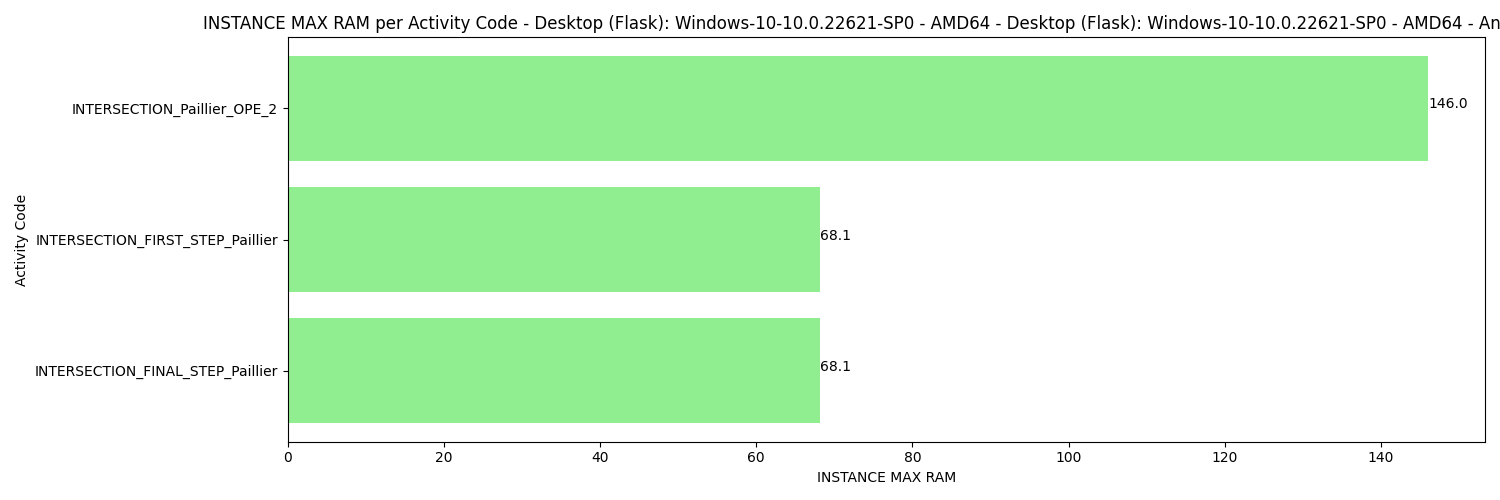 INSTANCE MAX RAM per Activity Code - Desktop (Flask): Windows-10-10.0.22621-SP0 - AMD64 - Desktop (Flask): Windows-10-10.0.22621-SP0 - AMD64 - An
INTERSECTION_Paillier_OPE_2
146.0
INTERSECTION_FIRST_STEP_Paillier
68.1
INTERSECTION_FINAL_STEP_Paillier
68.1
Activity Code
0 20 40 60 80 100 120 140
INSTANCE MAX RAM